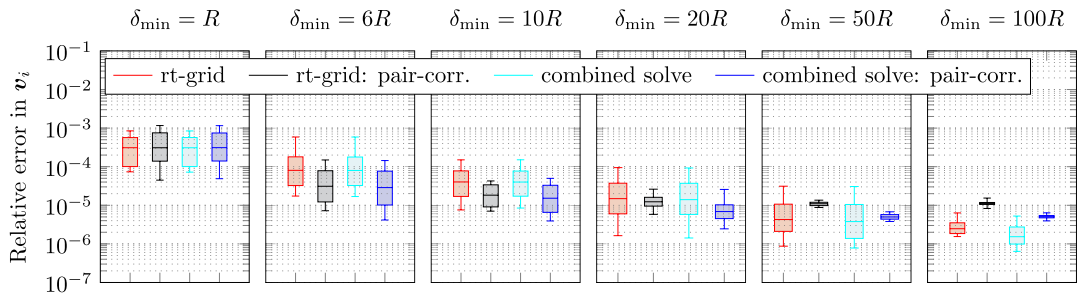 δmin = R δmin = 6R δmin = 10R δmin = 20R δmin = 50R δmin = 100R
rt-grid rt-grid: pair-corr. combined solve combined solve: pair-corr.
Relative error in vᵢ
10⁻¹
10⁻²
10⁻³
10⁻⁴
10⁻⁵
10⁻⁶
10⁻⁷